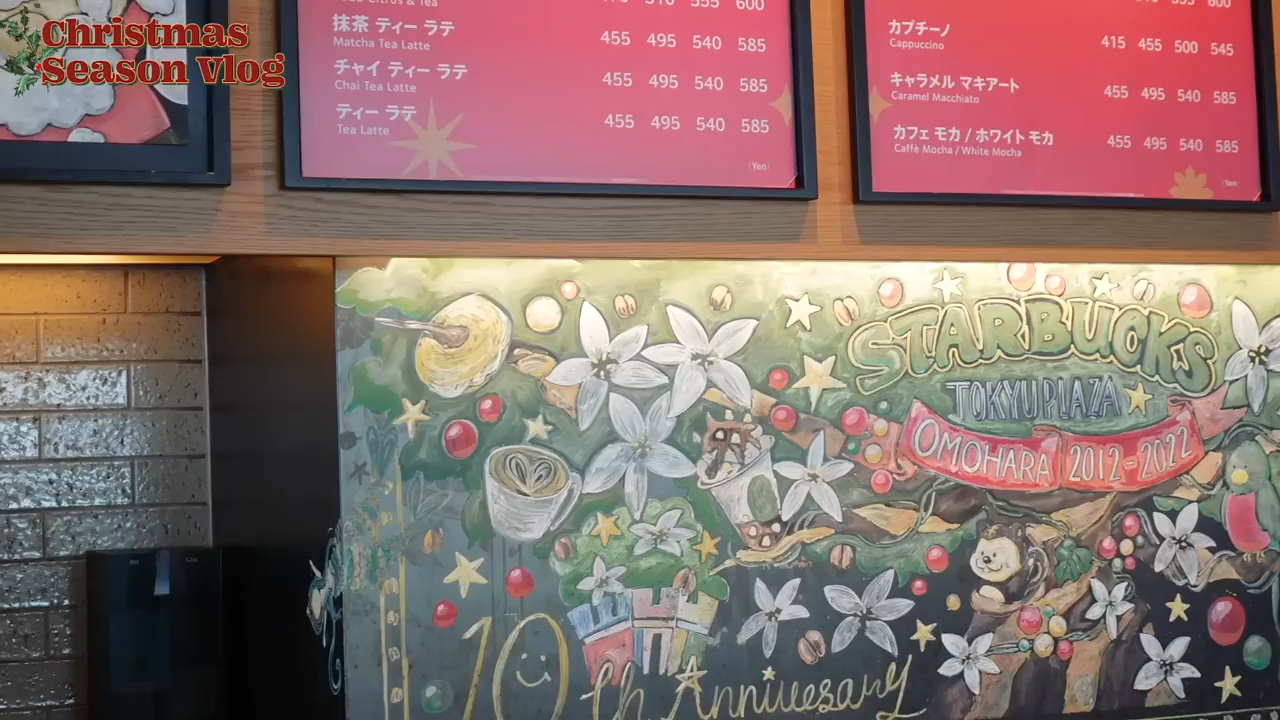 Christmas
Season Vlog
抹茶 ティー ラテ
Matcha Tea Latte
455 495 540 585
チャイ ティー ラテ
Chai Tea Latte
455 495 540 585
ティー ラテ
Tea Latte
455 495 540 585
(Yen)
カプチーノ
Cappuccino
415 455 500 545
キャラメル マキアート
Caramel Macchiato
455 495 540 585
カフェ モカ / ホワイト モカ
Caffè Mocha / White Mocha
455 495 540 585
(Yen)
STARBUCKS
TOKYU PLAZA
OMOHARA 2012-2022
10th Anniuesary